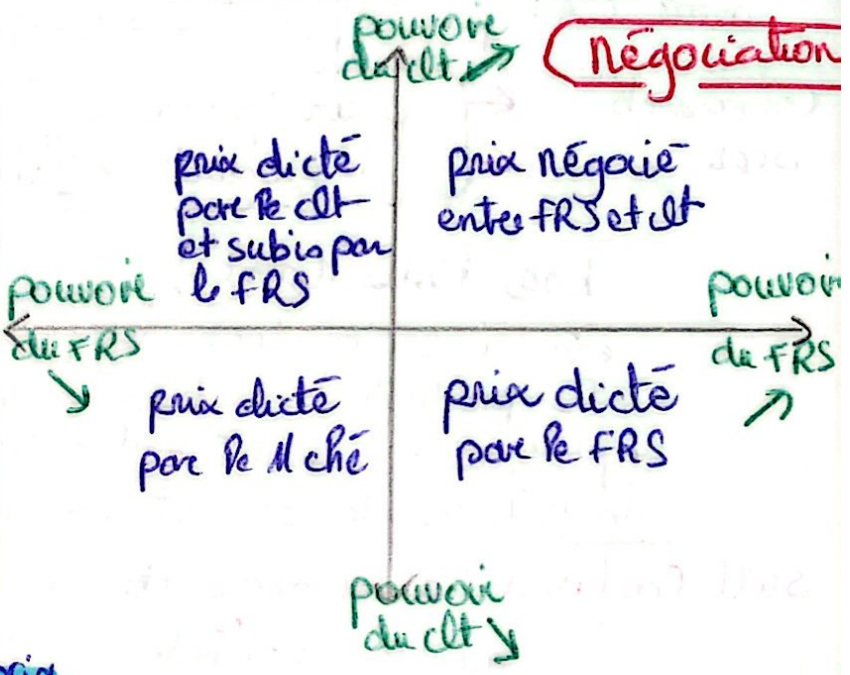 pouvoir
du clt ↗
Négociation
prix dicté
par le clt
et subis par
le FRS
prix négocié
entre FRS et clt
pouvoir
du FRS
↘
pouvoir
du FRS
↗
prix dicté
par le Mché
prix dicté
par le FRS
pouvoir
du clt ↘